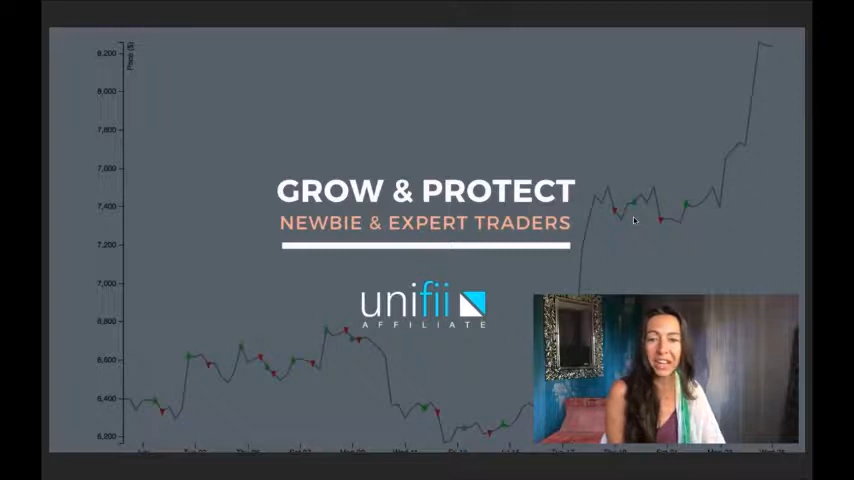 Price ($)
8,200
8,000
7,800
7,600
7,400
7,200
7,000
6,800
6,600
6,400
6,200
GROW & PROTECT
NEWBIE & EXPERT TRADERS
unifii
AFFILIATE